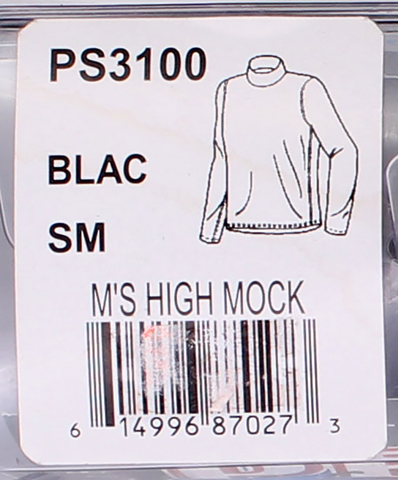 PS3100
BLAC
SM
M'S HIGH MOCK
6 14996 87027 3